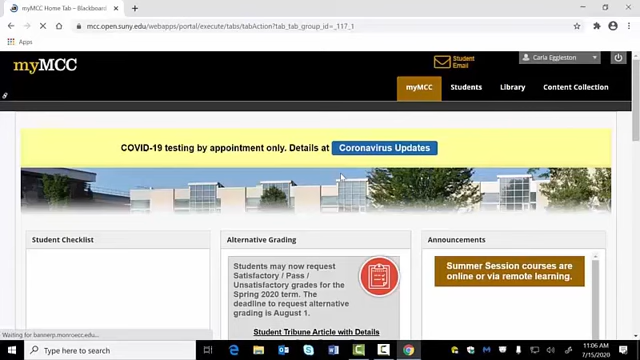 myMCC Home Tab – Blackboard
mcc.open.suny.edu/webapps/portal/execute/tabs/tabAction?tab_tab_group_id=_117_1
Apps
myMCC
Student
Email
Carla Eggleston
myMCC Students Library Content Collection
COVID-19 testing by appointment only. Details at Coronavirus Updates
Student Checklist
Alternative Grading
Students may now request
Satisfactory / Pass /
Unsatisfactory grades for the
Spring 2020 term. The
deadline to request alternative
grading is August 1.
Student Tribune Article with Details
Announcements
Summer Session courses are
online or via remote learning.
Waiting for bannerp.monroecc.edu...
Type here to search
11:06 AM
7/15/2020